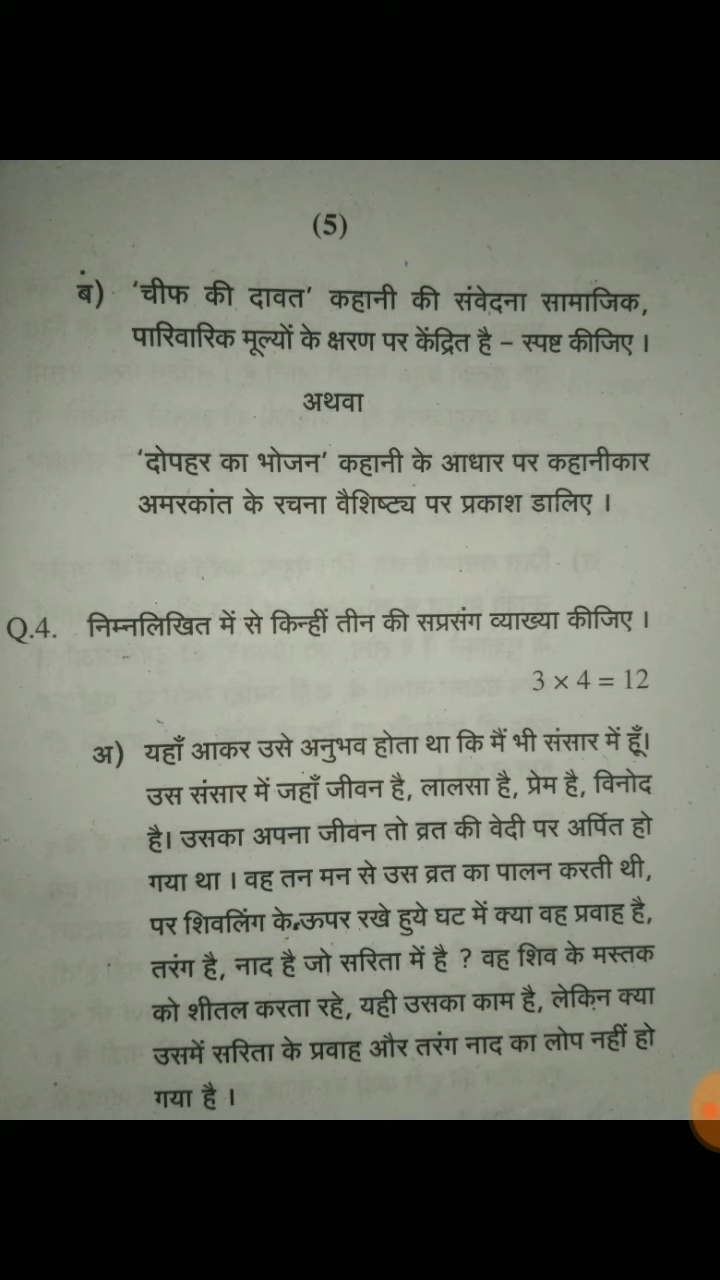 (5)
ब) 'चीफ की दावत' कहानी की संवेदना सामाजिक,
पारिवारिक मूल्यों के क्षरण पर केंद्रित है – स्पष्ट कीजिए ।
अथवा
'दोपहर का भोजन' कहानी के आधार पर कहानीकार
अमरकांत के रचना वैशिष्ट्य पर प्रकाश डालिए ।
Q.4. निम्नलिखित में से किन्हीं तीन की सप्रसंग व्याख्या कीजिए ।
3 × 4 = 12
अ) यहाँ आकर उसे अनुभव होता था कि मैं भी संसार में हूँ।
उस संसार में जहाँ जीवन है, लालसा है, प्रेम है, विनोद
है। उसका अपना जीवन तो व्रत की वेदी पर अर्पित हो
गया था । वह तन मन से उस व्रत का पालन करती थी,
पर शिवलिंग के ऊपर रखे हुये घट में क्या वह प्रवाह है,
तरंग है, नाद है जो सरिता में है ? वह शिव के मस्तक
को शीतल करता रहे, यही उसका काम है, लेकिन क्या
उसमें सरिता के प्रवाह और तरंग नाद का लोप नहीं हो
गया है ।